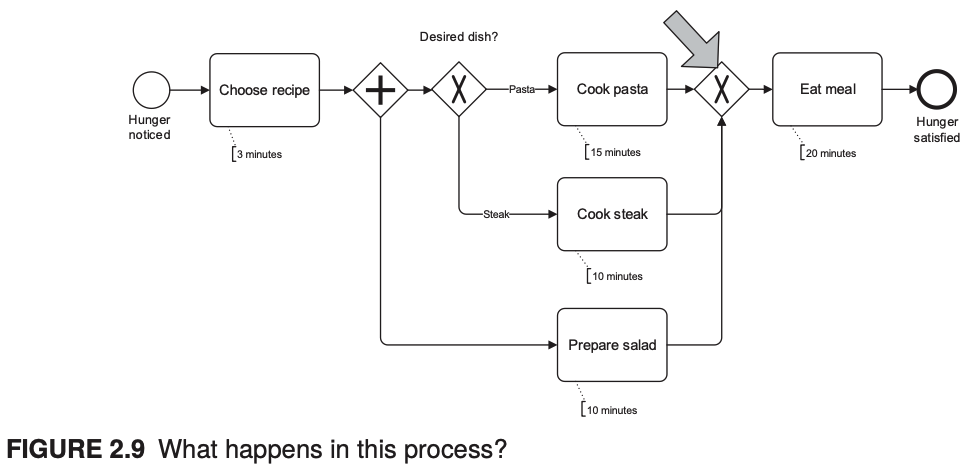 Desired dish?
Choose recipe
Pasta
Cook pasta
Eat meal
Hunger
noticed
Hunger
satisfied
3 minutes
15 minutes
20 minutes
Steak
Cook steak
10 minutes
Prepare salad
10 minutes
FIGURE 2.9 What happens in this process?